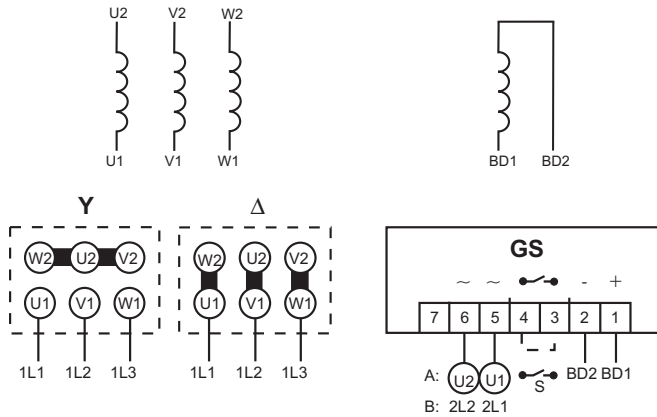 U2 V2 W2
U1 V1 W1 BD1 BD2
Y Δ
W2 U2 V2 W2 U2 V2
U1 V1 W1 U1 V1 W1
1L1 1L2 1L3 1L1 1L2 1L3
GS
~ ~ - +
7 6 5 4 3 2 1
A: U2 U1 S BD2 BD1
B: 2L2 2L1